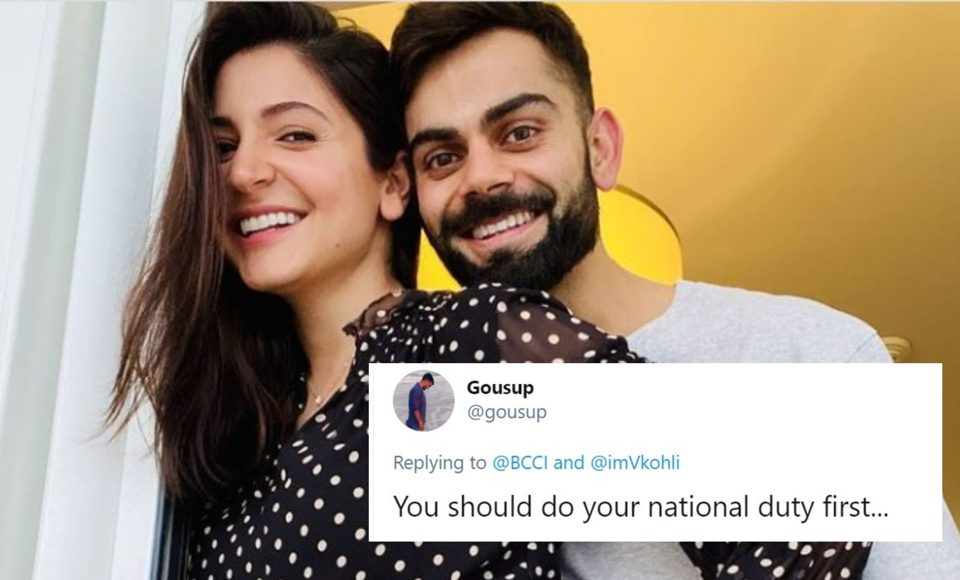 Gousup
@gousup
Replying to @BCCI and @imVkohli
You should do your national duty first...